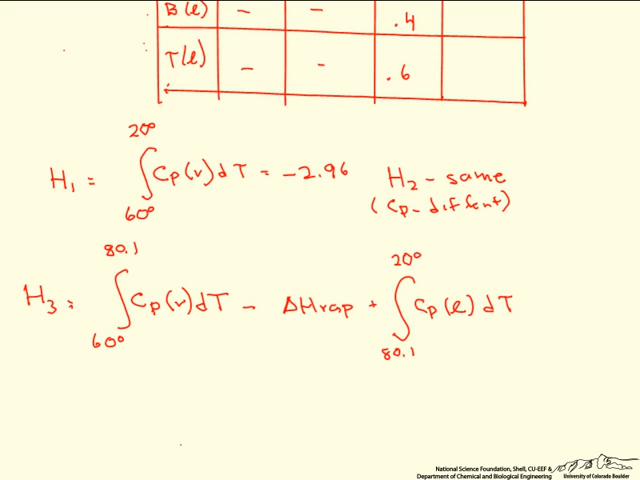 B(l) - - .4
T(l) - - .6
H₁ = ∫_{60°}^{20°} Cp(v)dT = -2.96 H₂ - same
(Cp - different)
H₃ = ∫_{60°}^{80.1} Cp(v)dT - ΔHvap + ∫_{80.1}^{20°} Cp(l)dT
National Science Foundation, Shell, CU-EEF &
Department of Chemical and Biological Engineering
University of Colorado Boulder